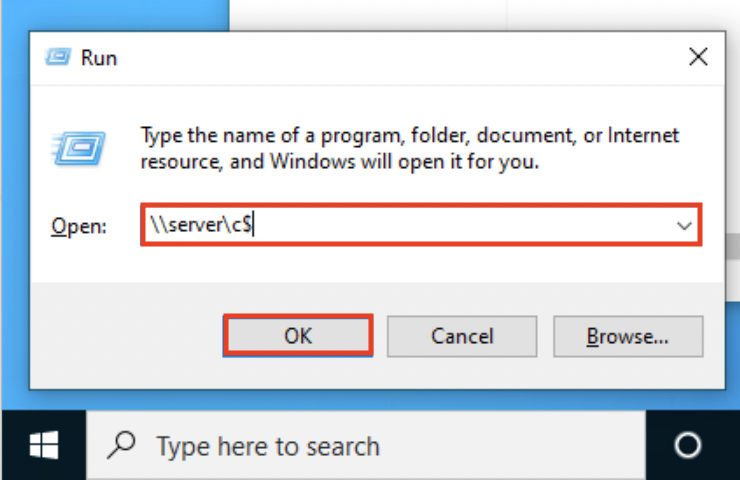 Run
Type the name of a program, folder, document, or Internet
resource, and Windows will open it for you.
Open: \\server\c$
OK Cancel Browse...
Type here to search